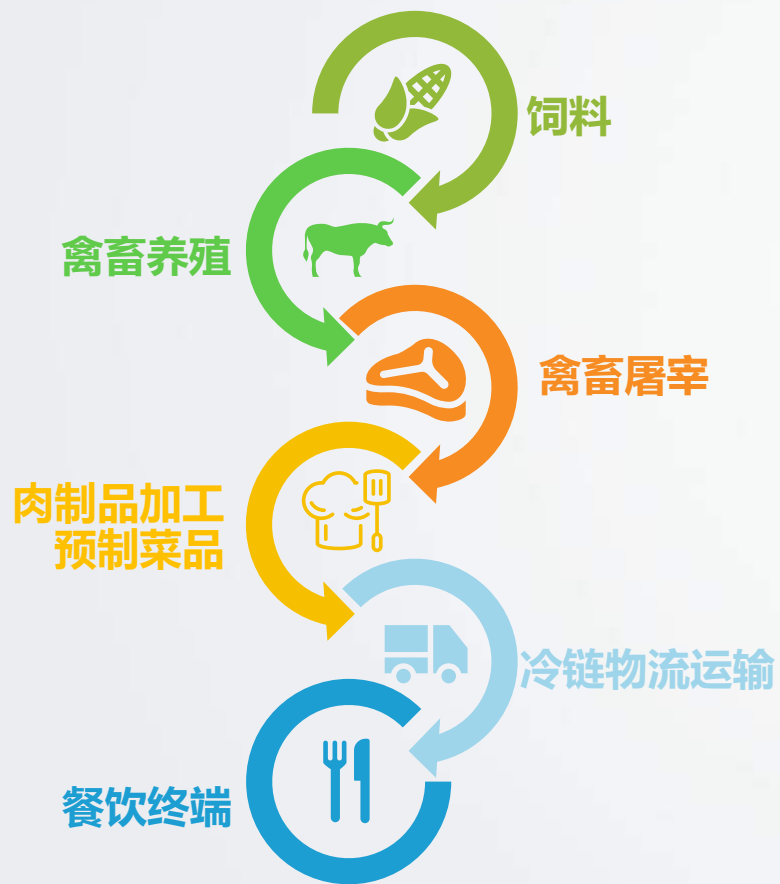 饲料
禽畜养殖
禽畜屠宰
肉制品加工
预制菜品
冷链物流运输
餐饮终端